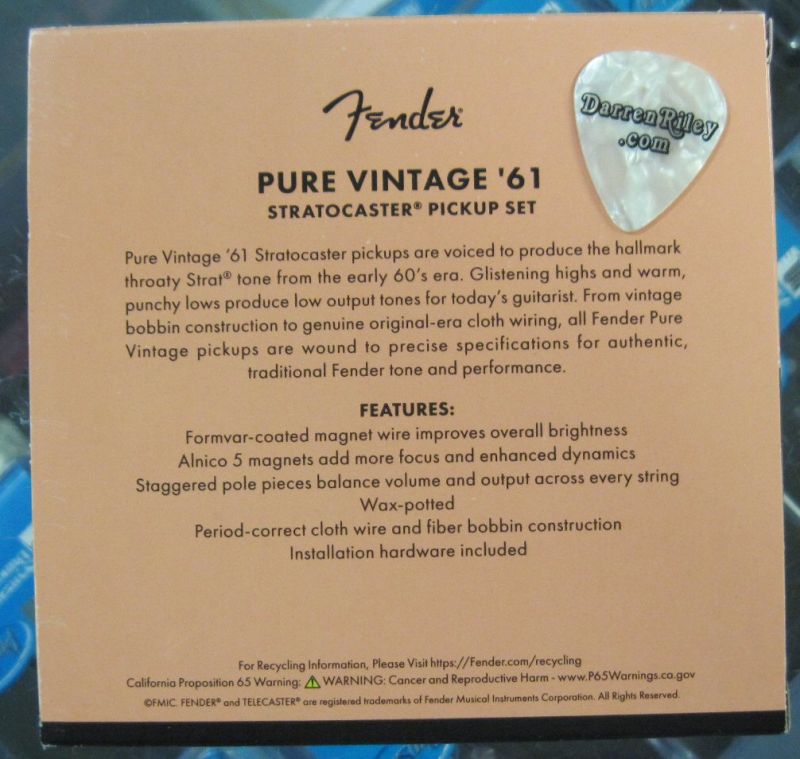 Fender®
DarrenRiley
.com
PURE VINTAGE '61
STRATOCASTER® PICKUP SET
Pure Vintage '61 Stratocaster pickups are voiced to produce the hallmark
throaty Strat® tone from the early 60's era. Glistening highs and warm,
punchy lows produce low output tones for today's guitarist. From vintage
bobbin construction to genuine original-era cloth wiring, all Fender Pure
Vintage pickups are wound to precise specifications for authentic,
traditional Fender tone and performance.
FEATURES:
Formvar-coated magnet wire improves overall brightness
Alnico 5 magnets add more focus and enhanced dynamics
Staggered pole pieces balance volume and output across every string
Wax-potted
Period-correct cloth wire and fiber bobbin construction
Installation hardware included
For Recycling Information, Please Visit https://Fender.com/recycling
California Proposition 65 Warning: ⚠ WARNING: Cancer and Reproductive Harm - www.P65Warnings.ca.gov
©FMIC. FENDER® and TELECASTER® are registered trademarks of Fender Musical Instruments Corporation. All Rights Reserved.